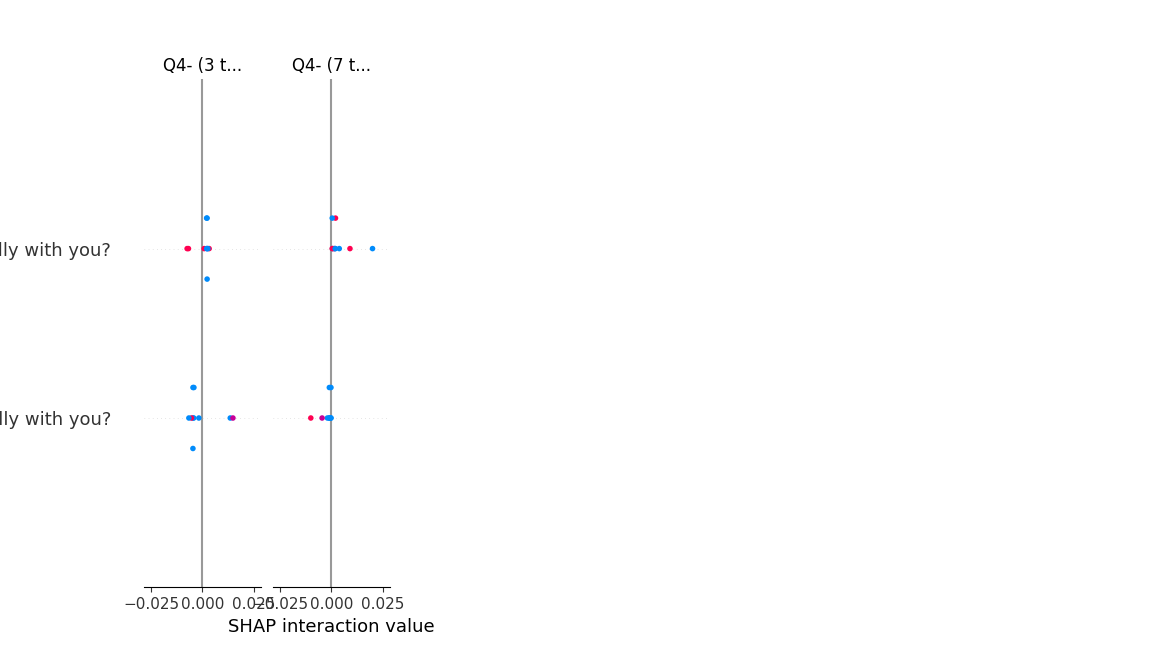 Q4- (3 t... Q4- (7 t...
lly with you?
lly with you?
−0.025 0.000 0.025 −0.025 0.000 0.025
SHAP interaction value